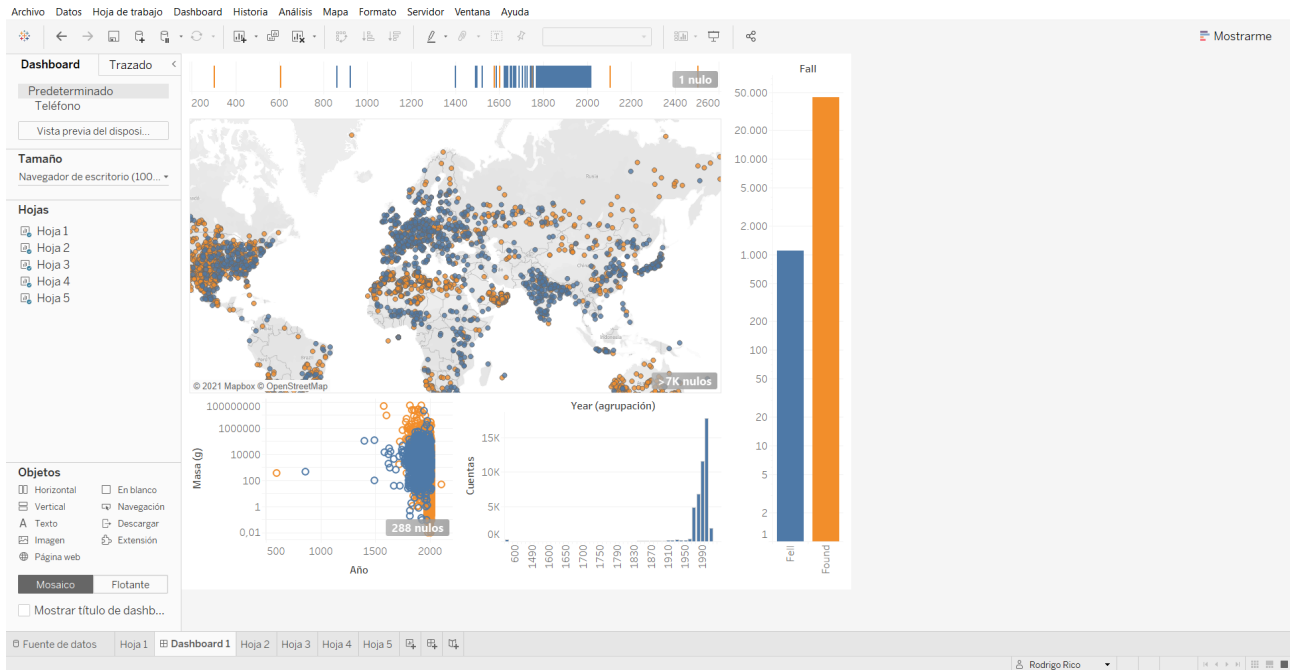 Archivo Datos Hoja de trabajo Dashboard Historia Análisis Mapa Formato Servidor Ventana Ayuda
Mostrarme
Dashboard Trazado
Predeterminado
Teléfono
Vista previa del disposi...
Tamaño
Navegador de escritorio (100...
Hojas
Hoja 1
Hoja 2
Hoja 3
Hoja 4
Hoja 5
Objetos
Horizontal En blanco
Vertical Navegación
Texto Descargar
Imagen Extensión
Página web
Mosaico Flotante
Mostrar título de dashb...
1 nulo
200 400 600 800 1000 1200 1400 1600 1800 2000 2200 2400 2600
© 2021 Mapbox © OpenStreetMap
>7K nulos
Masa (g)
100000000
1000000
10000
100
1
0,01
288 nulos
500 1000 1500 2000
Año
Year (agrupación)
Cuentas
15K
10K
5K
0K
600 1490 1600 1650 1700 1750 1790 1830 1870 1910 1950 1990
Fall
50.000
20.000
10.000
5.000
2.000
1.000
500
200
100
50
20
10
5
2
1
Fell Found
Fuente de datos Hoja 1 Dashboard 1 Hoja 2 Hoja 3 Hoja 4 Hoja 5
Rodrigo Rico